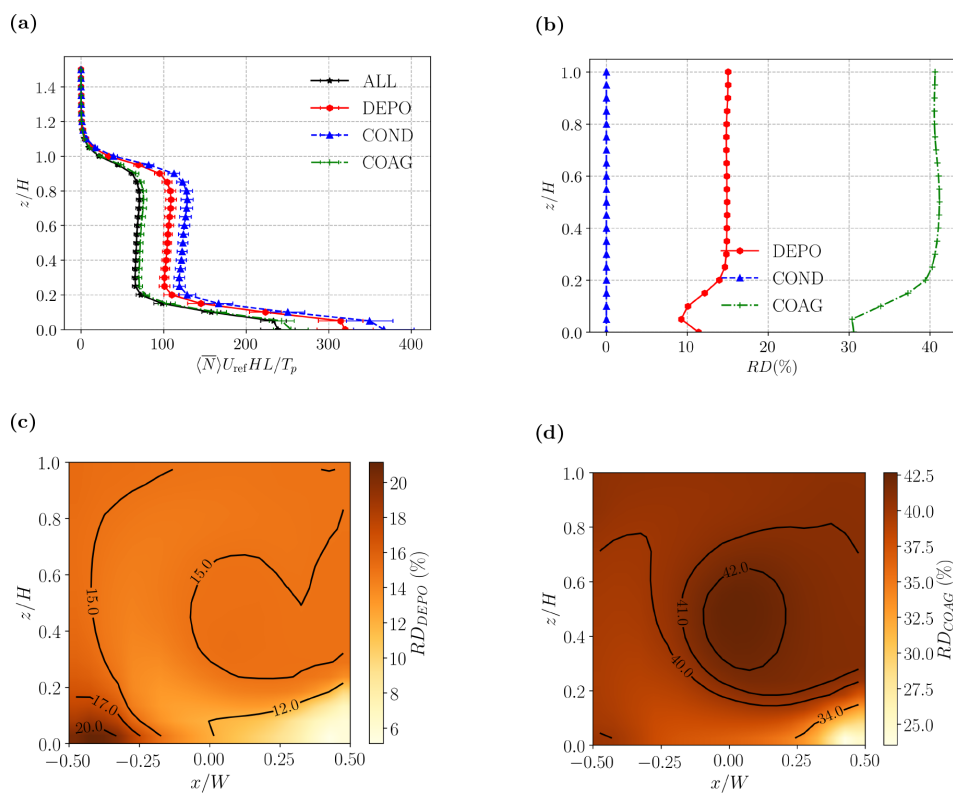 (a)
1.4
1.2
1.0
0.8
0.6
0.4
0.2
0.0
z/H
0 100 200 300 400
⟨N̅⟩U_ref HL/T_p
ALL
DEPO
COND
COAG
(b)
1.0
0.8
0.6
0.4
0.2
0.0
z/H
0 10 20 30 40
RD(%)
DEPO
COND
COAG
(c)
1.0
0.8
0.6
0.4
0.2
0.0
z/H
−0.50 −0.25 0.00 0.25 0.50
x/W
15.0
15.0
17.0
20.0
12.0
20
18
16
14
12
10
8
6
RD_DEPO (%)
(d)
1.0
0.8
0.6
0.4
0.2
0.0
z/H
−0.50 −0.25 0.00 0.25 0.50
x/W
42.0
41.0
40.0
34.0
42.5
40.0
37.5
35.0
32.5
30.0
27.5
25.0
RD_COAG (%)